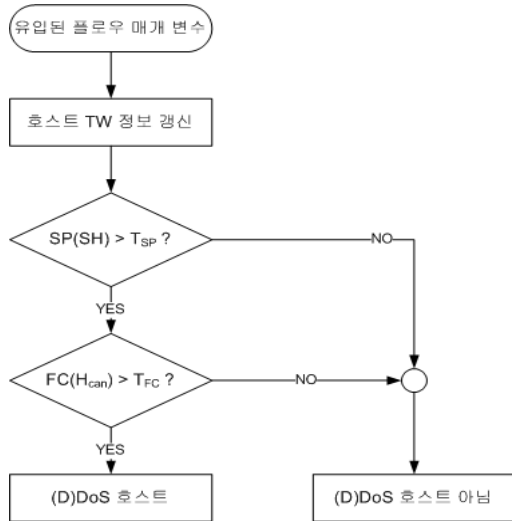 유입된 플로우 매개 변수
호스트 TW 정보 갱신
SP(SH) > TSP ?
NO
YES
FC(Hcan) > TFC ?
NO
YES
(D)DoS 호스트
(D)DoS 호스트 아님